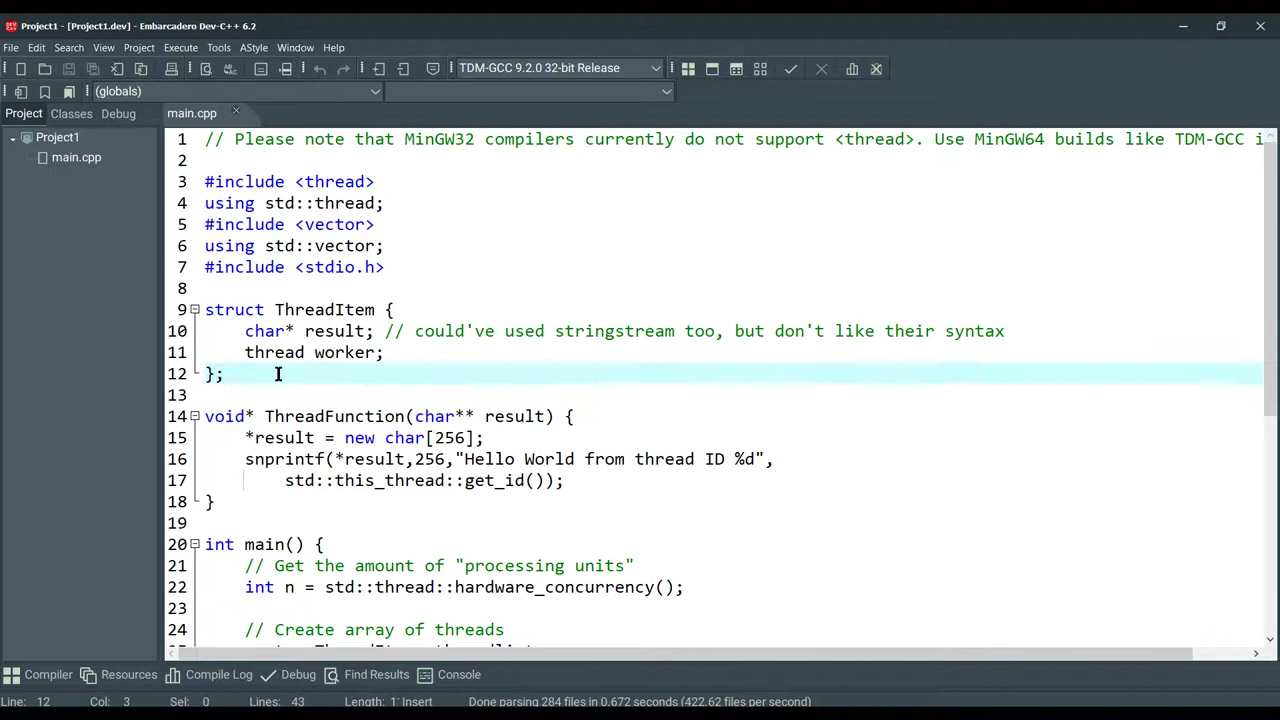 Project1 - [Project1.dev] - Embarcadero Dev-C++ 6.2
File Edit Search View Project Execute Tools AStyle Window Help
TDM-GCC 9.2.0 32-bit Release
(globals)
Project Classes Debug main.cpp
Project1
main.cpp
1 // Please note that MinGW32 compilers currently do not support <thread>. Use MinGW64 builds like TDM-GCC i
2
3 #include <thread>
4 using std::thread;
5 #include <vector>
6 using std::vector;
7 #include <stdio.h>
8
9 struct ThreadItem {
10 char* result; // could've used stringstream too, but don't like their syntax
11 thread worker;
12 };
13
14 void* ThreadFunction(char** result) {
15 *result = new char[256];
16 snprintf(*result,256,"Hello World from thread ID %d",
17 std::this_thread::get_id());
18 }
19
20 int main() {
21 // Get the amount of "processing units"
22 int n = std::thread::hardware_concurrency();
23
24 // Create array of threads
Compiler Resources Compile Log Debug Find Results Console
Line: 12 Col: 3 Sel: 0 Lines: 43 Length: 1 Insert Done parsing 284 files in 0.672 seconds (422.62 files per second)